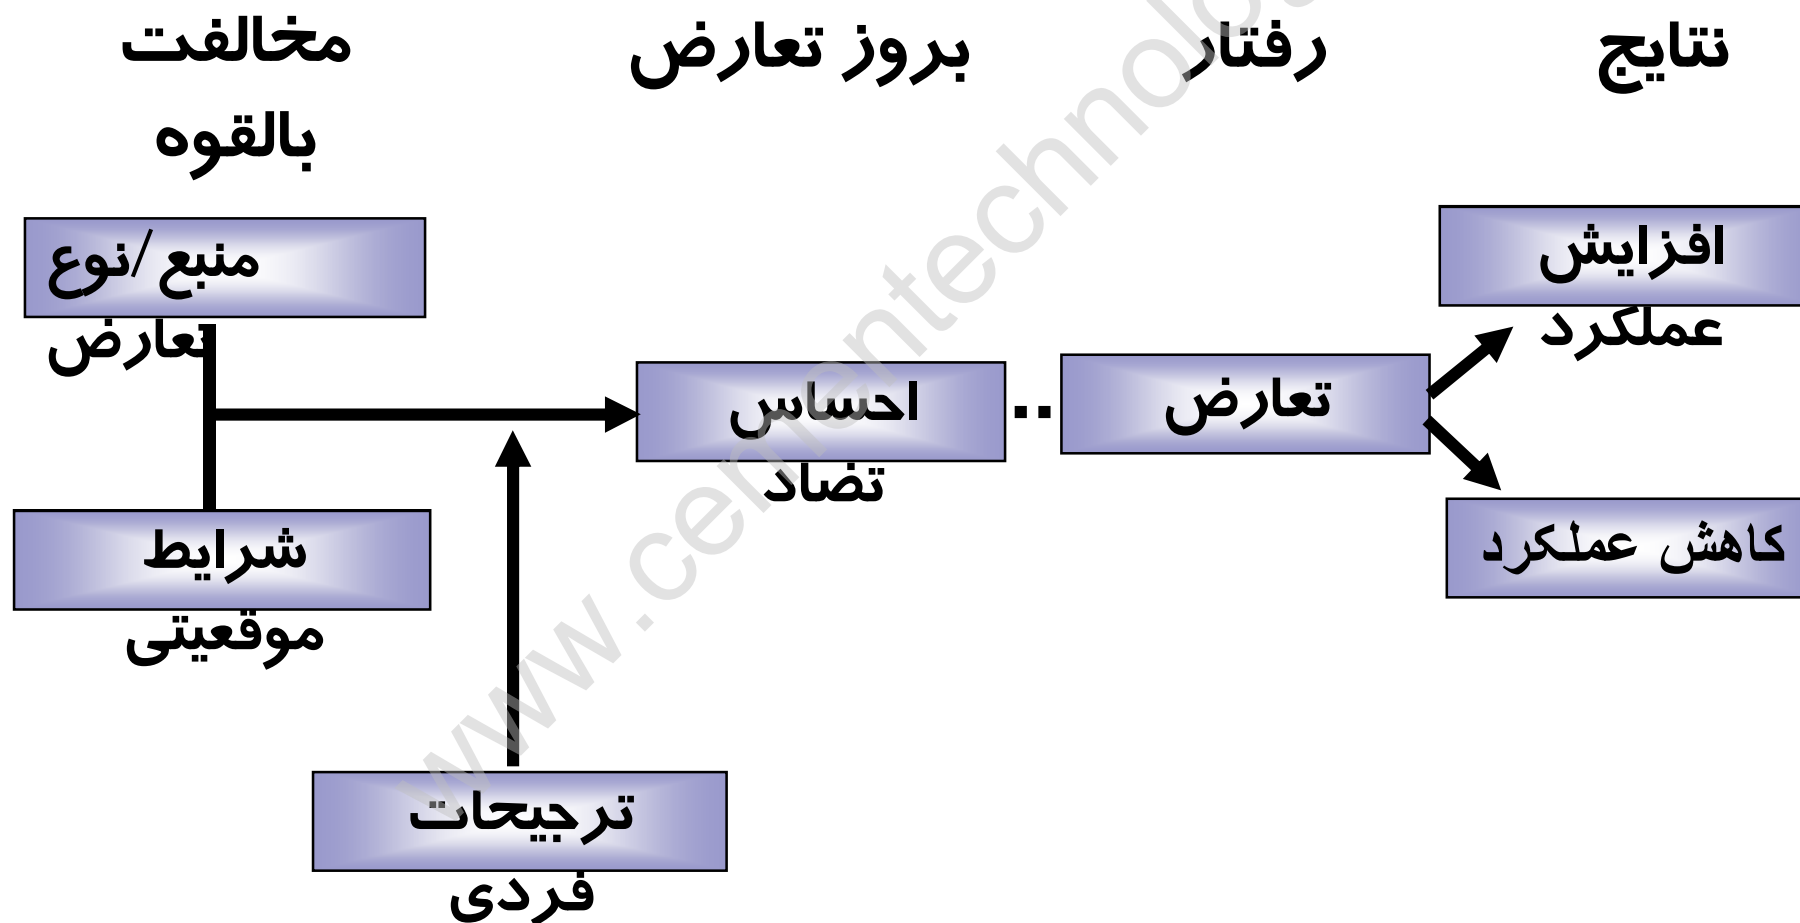 مخالفت
بالقوه
بروز تعارض
رفتار
نتایج
منبع/نوع
تعارض
شرایط
موقعیتی
ترجیحات
فردی
احساس
تضاد
..
تعارض
افزایش
عملکرد
کاهش عملکرد
www.cementechnolo